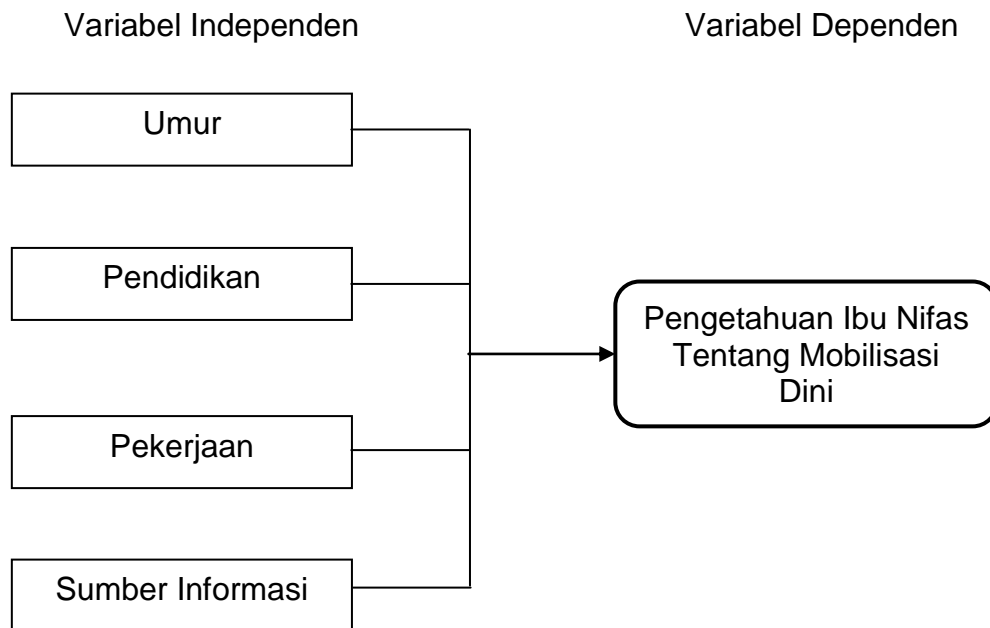 Variabel Independen
Variabel Dependen
Umur
Pendidikan
Pekerjaan
Sumber Informasi
Pengetahuan Ibu Nifas
Tentang Mobilisasi
Dini